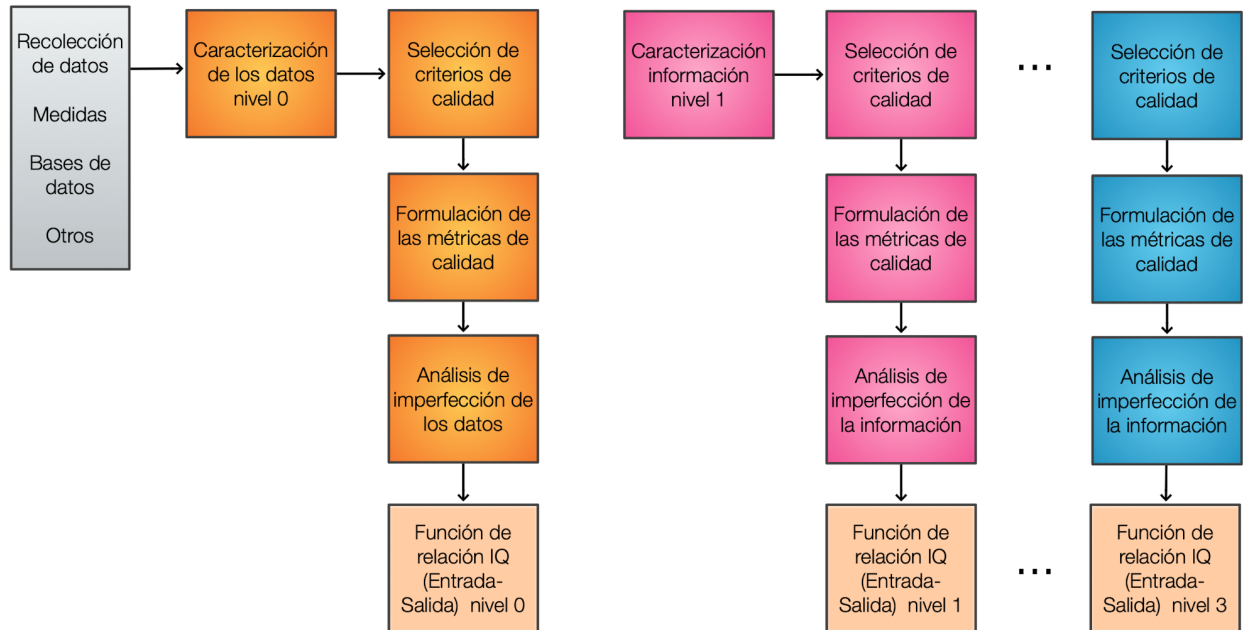 Recolección
de datos
Medidas
Bases de
datos
Otros
Caracterización
de los datos
nivel 0
Selección de
criterios de
calidad
Formulación de
las métricas de
calidad
Análisis de
imperfección de
los datos
Función de
relación IQ
(Entrada-
Salida) nivel 0
Caracterización
información
nivel 1
Selección de
criterios de
calidad
Formulación de
las métricas de
calidad
Análisis de
imperfección de
la información
Función de
relación IQ
(Entrada-
Salida) nivel 1
...
...
Selección de
criterios de
calidad
Formulación de
las métricas de
calidad
Análisis de
imperfección de
la información
Función de
relación IQ
(Entrada-
Salida) nivel 3